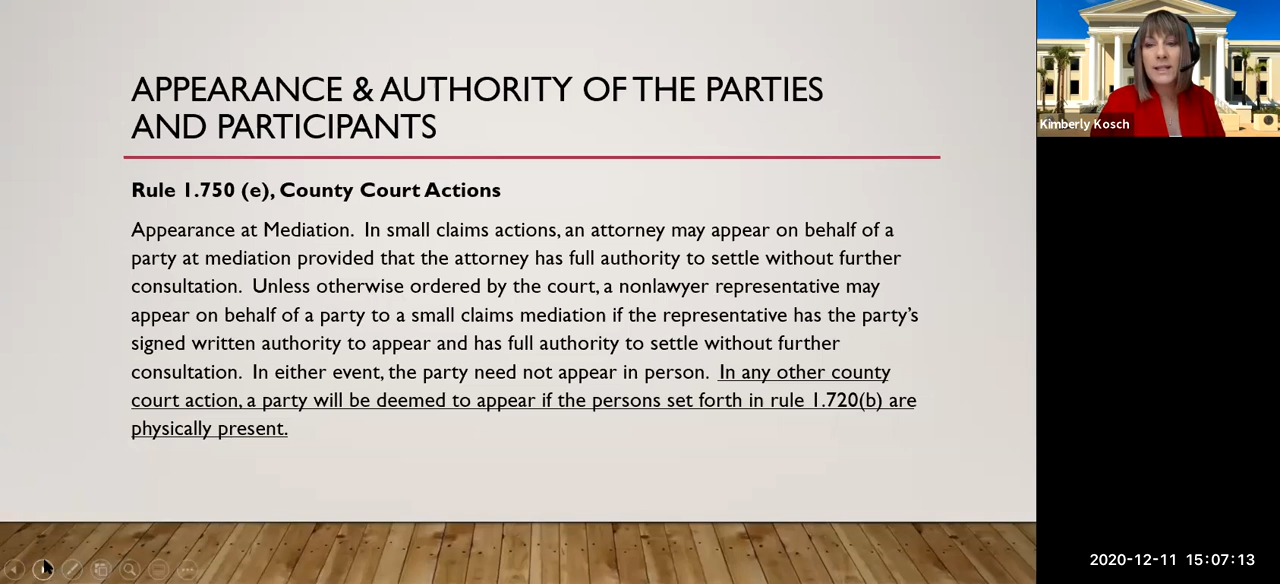 APPEARANCE & AUTHORITY OF THE PARTIES
AND PARTICIPANTS
Rule 1.750 (e), County Court Actions
Appearance at Mediation. In small claims actions, an attorney may appear on behalf of a
party at mediation provided that the attorney has full authority to settle without further
consultation. Unless otherwise ordered by the court, a nonlawyer representative may
appear on behalf of a party to a small claims mediation if the representative has the party’s
signed written authority to appear and has full authority to settle without further
consultation. In either event, the party need not appear in person. In any other county
court action, a party will be deemed to appear if the persons set forth in rule 1.720(b) are
physically present.
Kimberly Kosch
2020-12-11 15:07:13